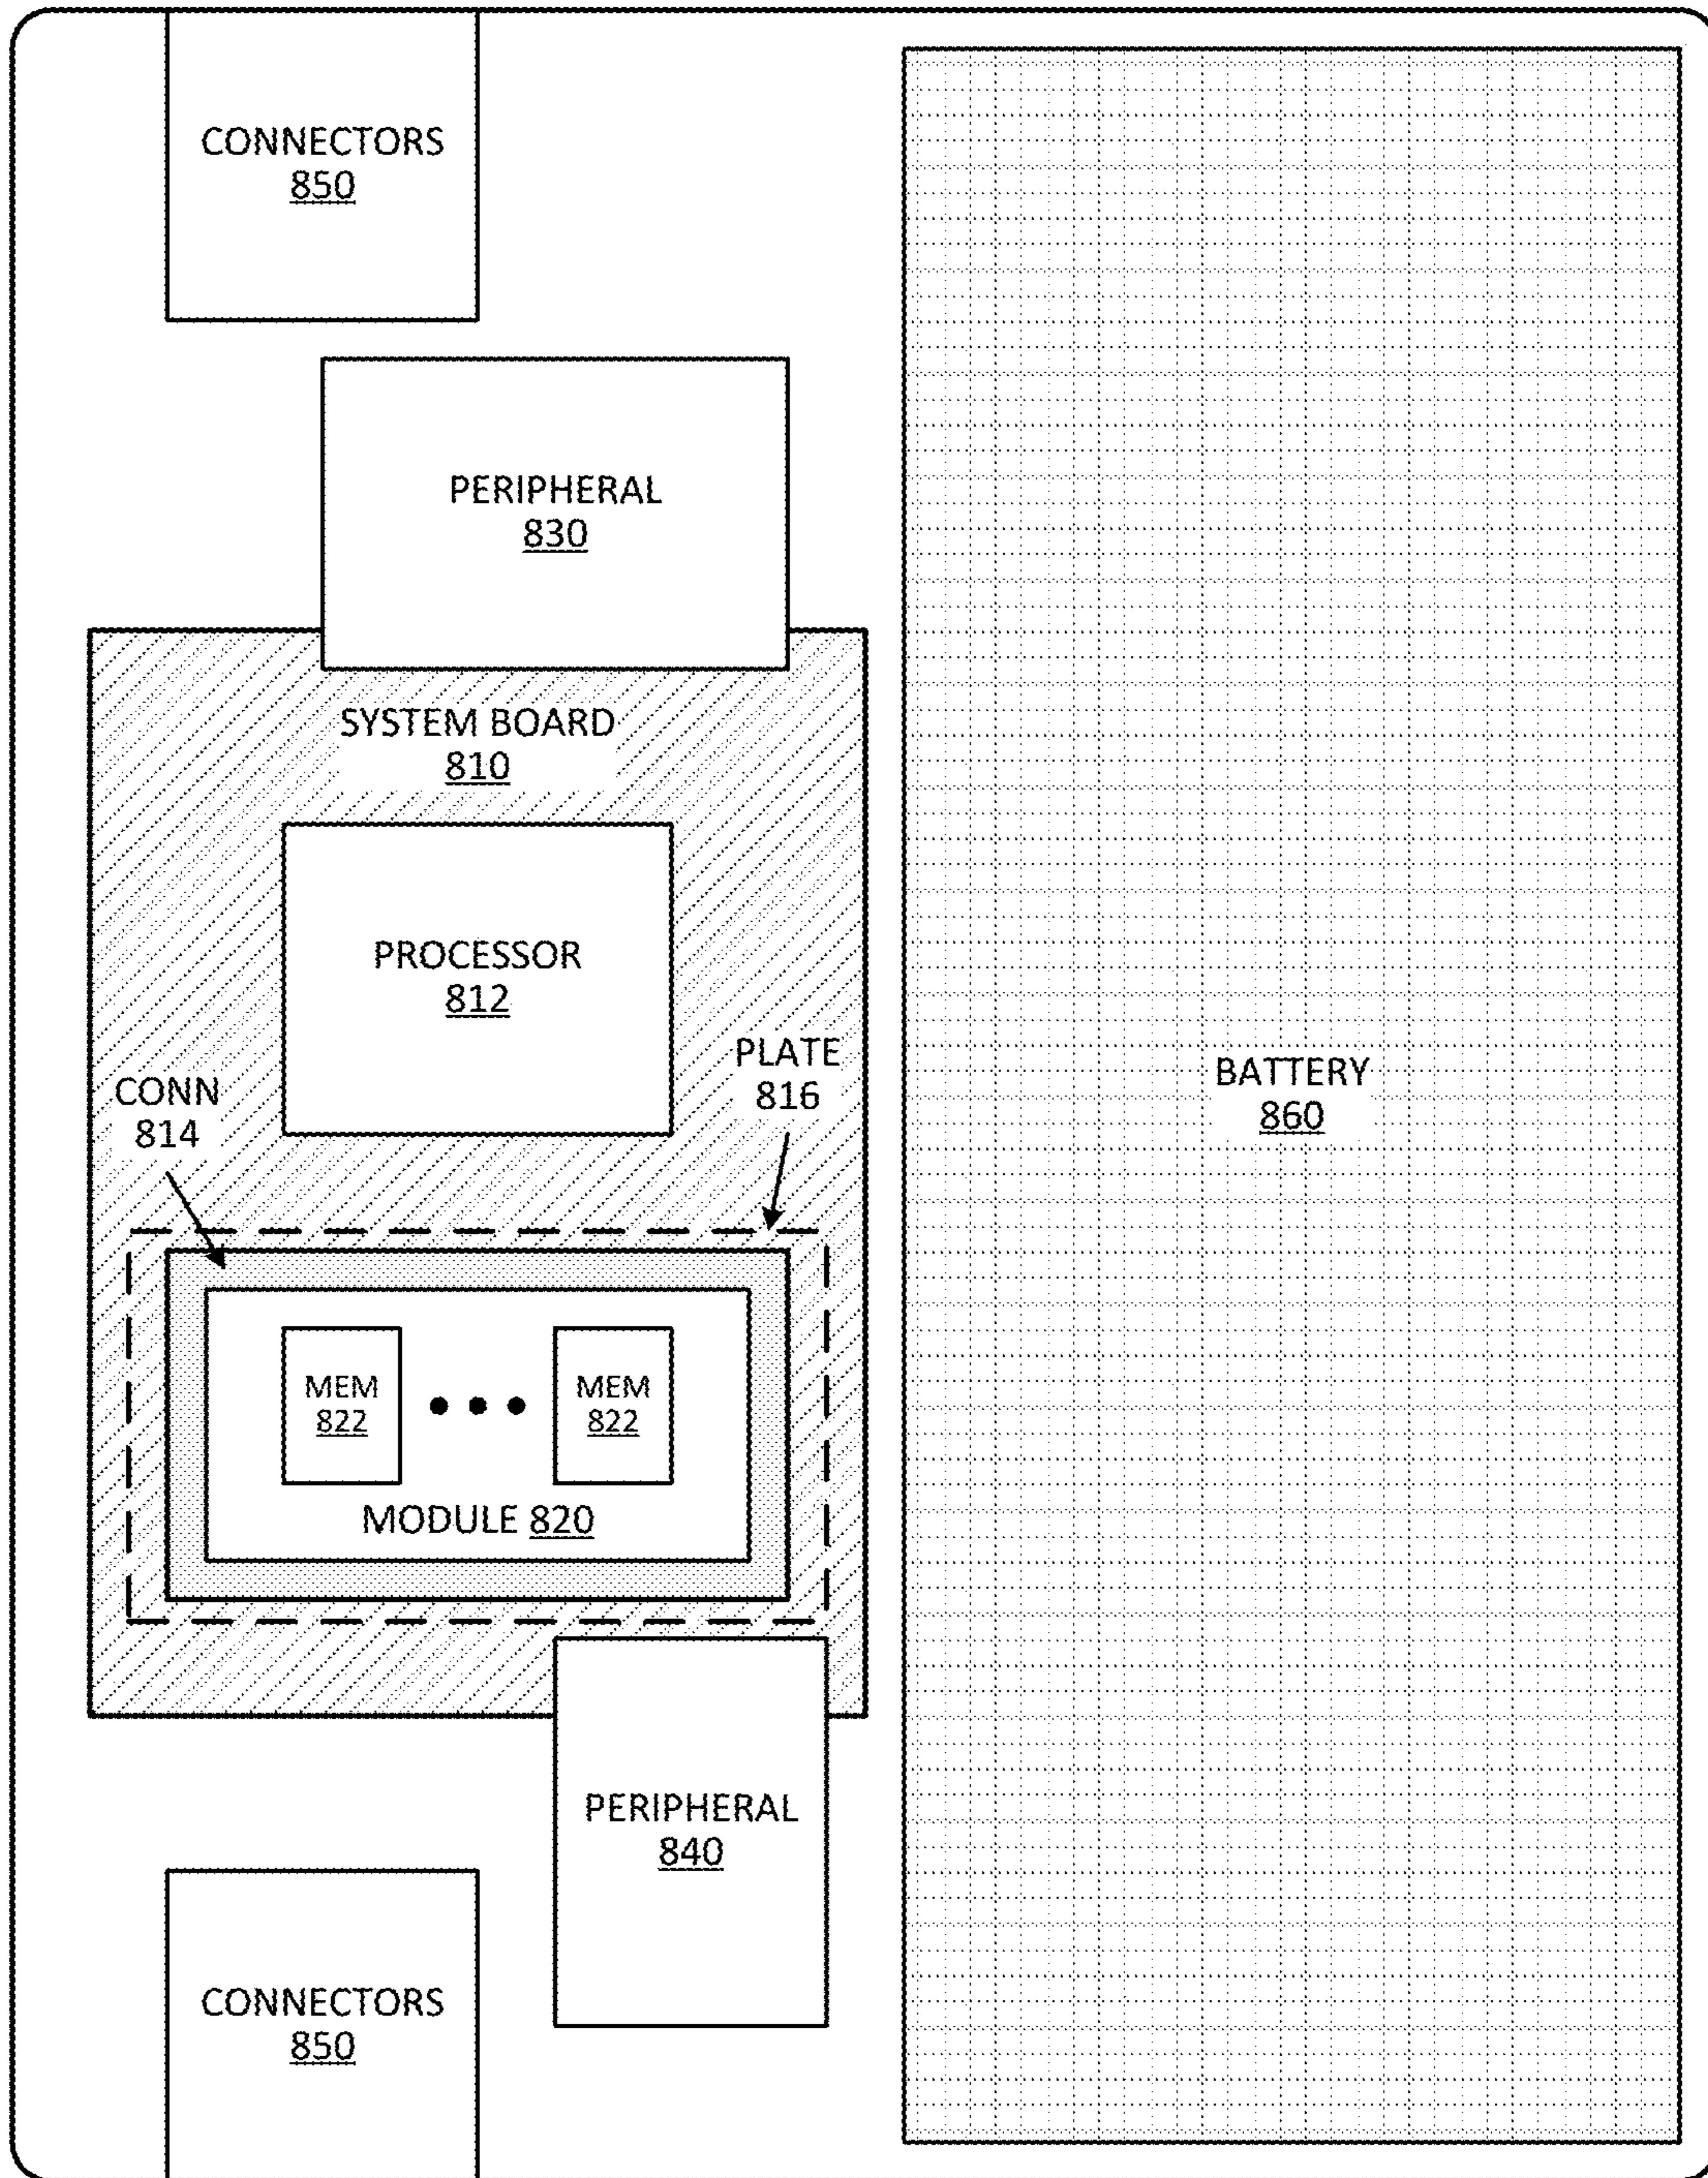 CONNECTORS
850
PERIPHERAL
830
SYSTEM BOARD
810
PROCESSOR
812
PLATE
816
CONN
814
BATTERY
860
MEM
822
MEM
822
MODULE 820
PERIPHERAL
840
CONNECTORS
850